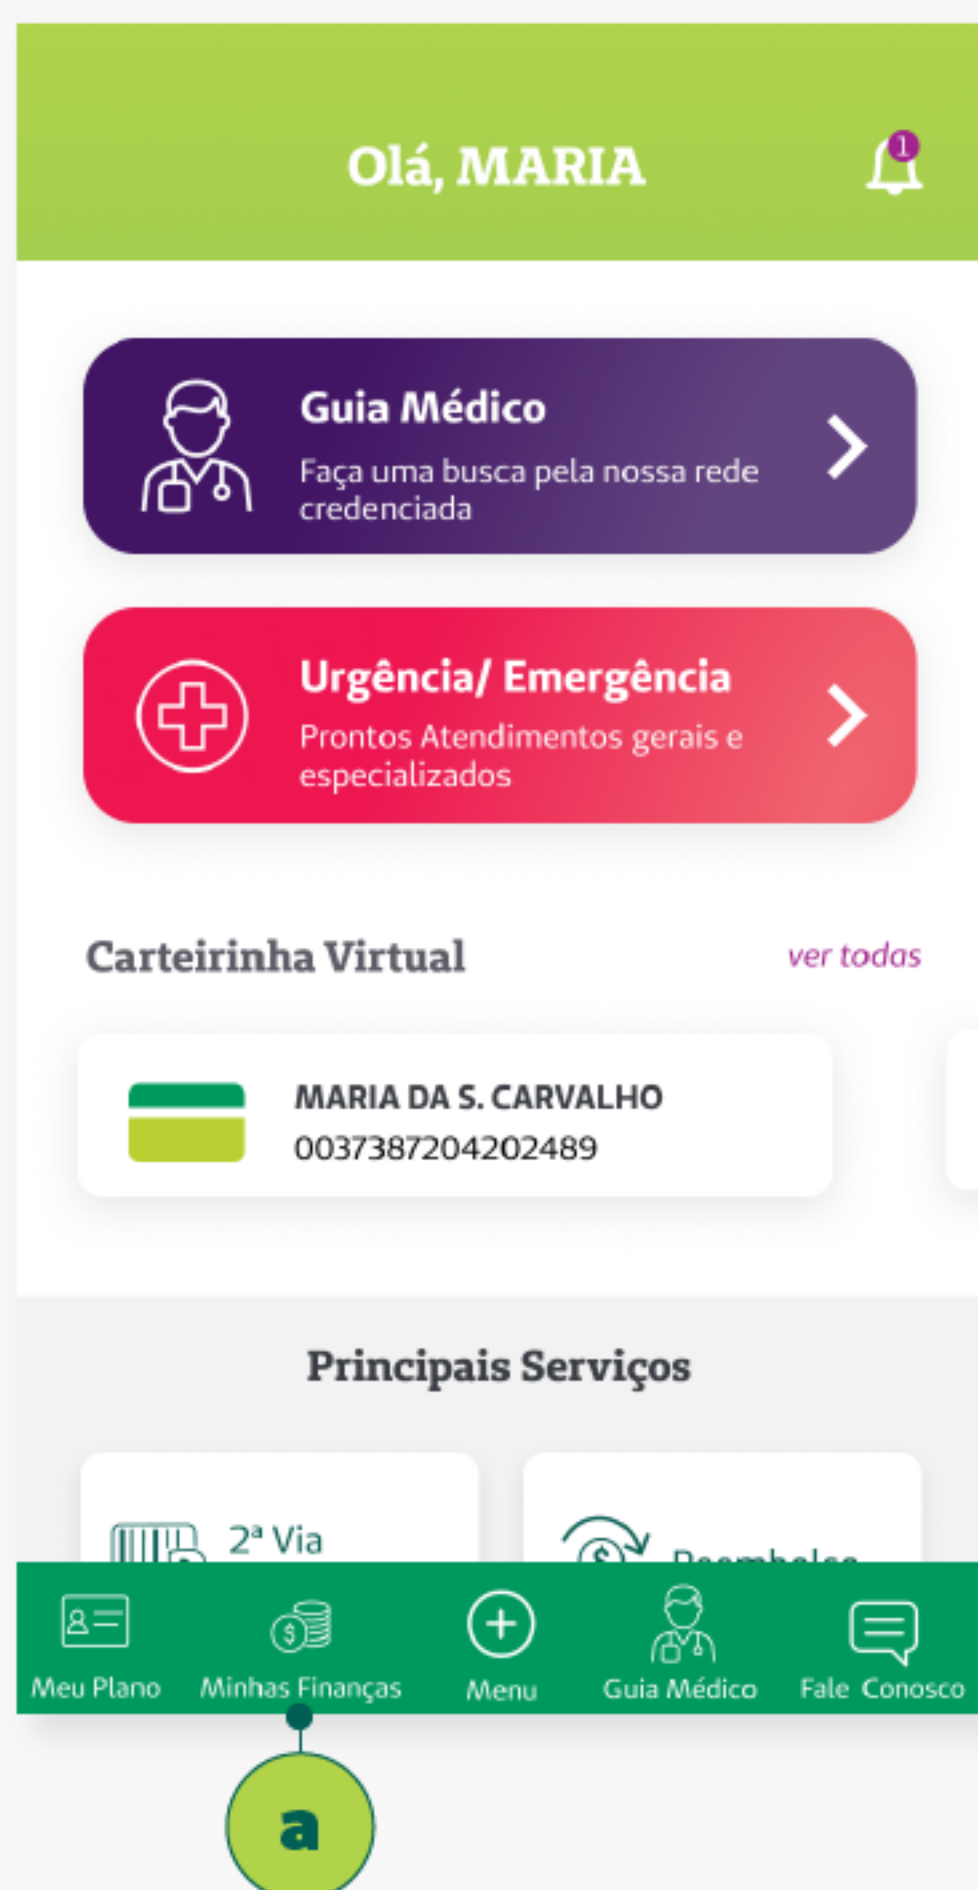 Olá, MARIA
1
Guia Médico
Faça uma busca pela nossa rede
credenciada
Urgência/ Emergência
Prontos Atendimentos gerais e
especializados
Carteirinha Virtual
ver todas
MARIA DA S. CARVALHO
0037387204202489
Principais Serviços
2ª Via
Reembolso
Meu Plano
Minhas Finanças
Menu
Guia Médico
Fale Conosco
a